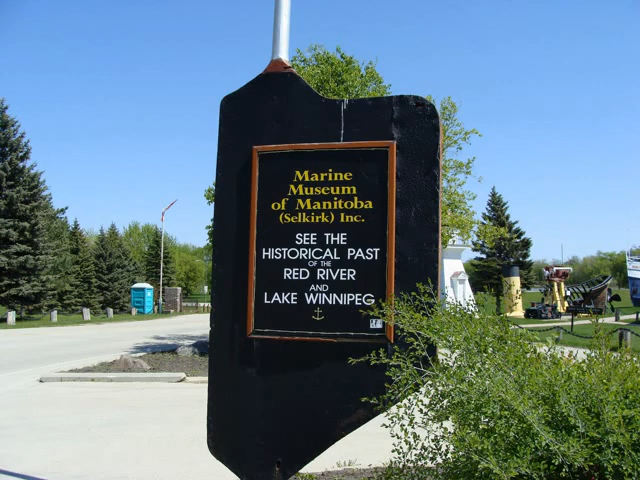 Marine
Museum
of Manitoba
(Selkirk) Inc.
SEE THE
HISTORICAL PAST
OF THE
RED RIVER
AND
LAKE WINNIPEG